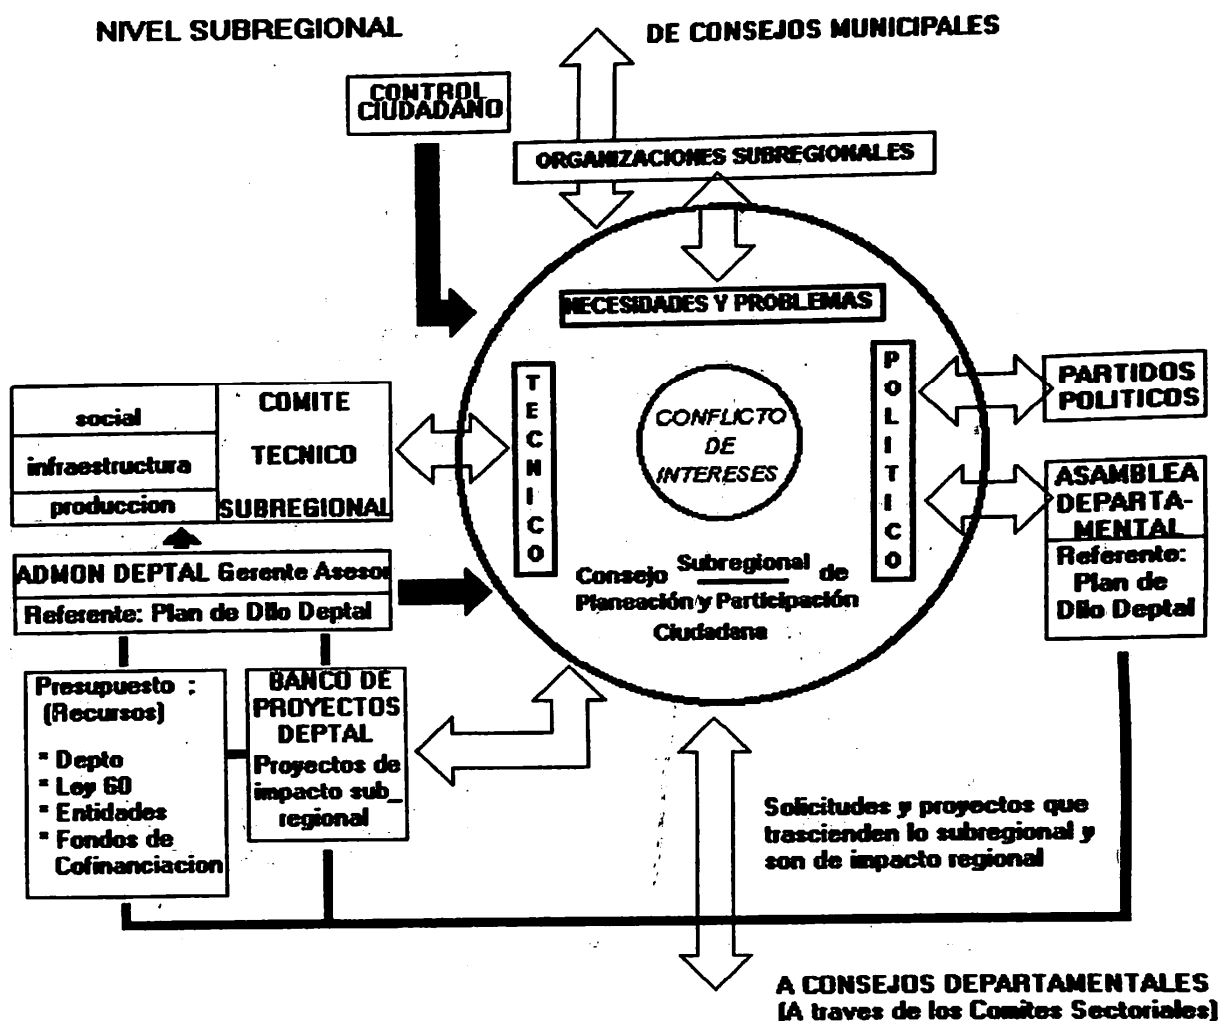 NIVEL SUBREGIONAL
DE CONSEJOS MUNICIPALES
CONTROL
CIUDADANO
ORGANIZACIONES SUBREGIONALES
NECESIDADES Y PROBLEMAS
TECNICO
POLITICO
CONFLICTO
DE
INTERESES
PARTIDOS
POLITICOS
social
infraestructura
produccion
COMITE
TECNICO
SUBREGIONAL
ASAMBLEA
DEPARTA-
MENTAL
Referente:
Plan de
Dllo Deptal
ADMON DEPTAL Gerente Asesor
Referente: Plan de Dllo Deptal
Consejo Subregional de
Planeación y Participación
Ciudadana
Presupuesto :
(Recursos)
* Depto
* Ley 60
* Entidades
* Fondos de
Cofinanciacion
BANCO DE
PROYECTOS
DEPTAL
Proyectos de
impacto sub_
regional
Solicitudes y proyectos que
trascienden lo subregional y
son de impacto regional
A CONSEJOS DEPARTAMENTALES
(A traves de los Comites Sectoriales)